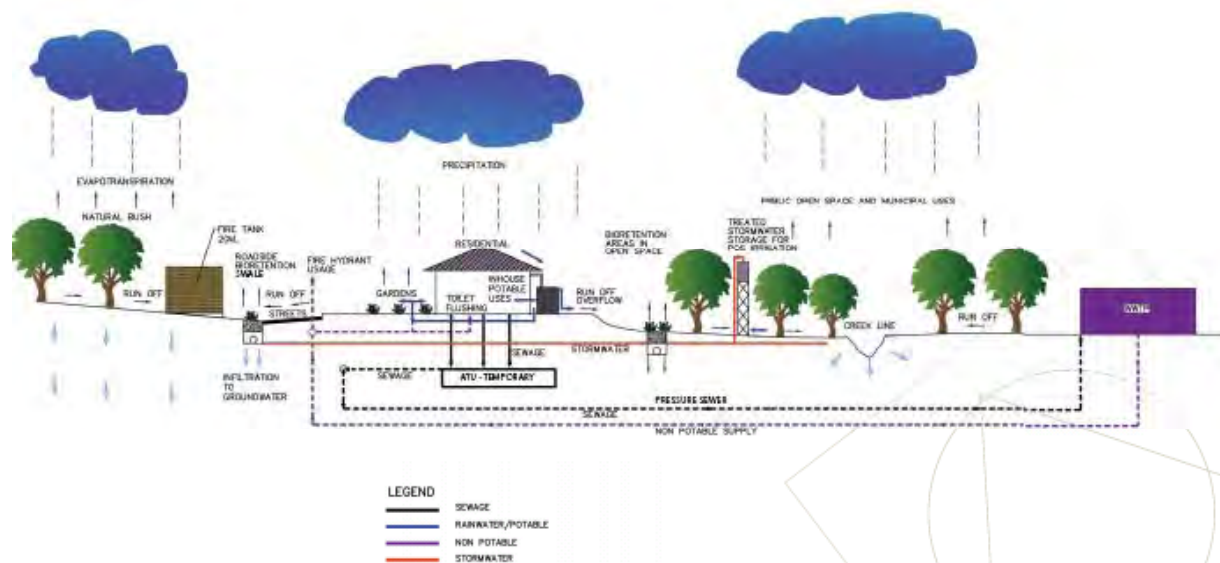 PRECIPITATION
EVAPOTRANSPIRATION
NATURAL BUSH
FIRE TANK
20ML
ROADSIDE
BIORETENTION
SWALE
FIRE HYDRANT
USAGE
RUN OFF
RUN OFF
STREETS
GARDENS
RESIDENTIAL
TOILET
FLUSHING
INHOUSE
POTABLE
USES
RUN OFF
OVERFLOW
BIORETENTION
AREAS IN
OPEN SPACE
PUBLIC OPEN SPACE AND MUNICIPAL USES
TREATED
STORMWATER
STORAGE FOR
POS IRRIGATION
CREEK LINE
RUN OFF
WWTP
INFILTRATION
TO
GROUNDWATER
SEWAGE
SEWAGE
ATU - TEMPORARY
STORMWATER
PRESSURE SEWER
SEWAGE
NON POTABLE SUPPLY
LEGEND
SEWAGE
RAINWATER/POTABLE
NON POTABLE
STORMWATER